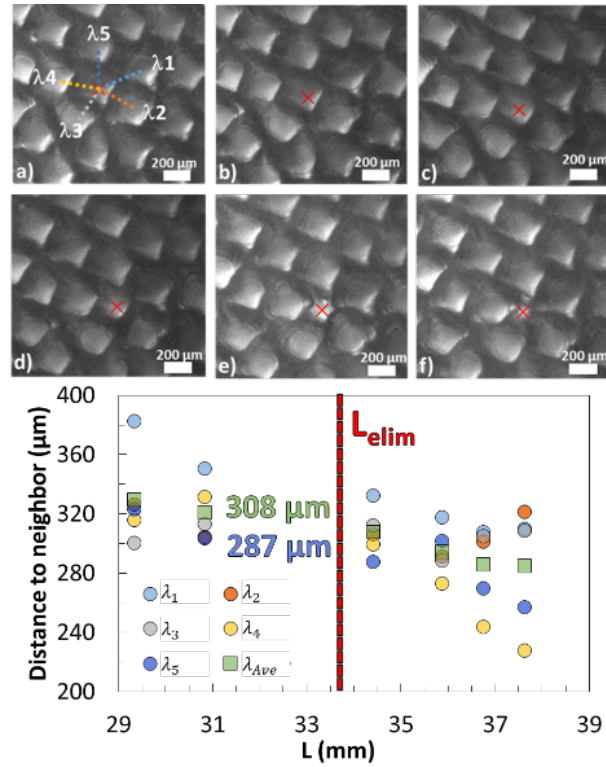 λ5
λ1
λ4
λ2
λ3
a)
200 µm
b)
200 µm
c)
200 µm
d)
200 µm
e)
200 µm
f)
200 µm
400
360
320
280
240
200
Distance to neighbor (µm)
L_elim
308 µm
287 µm
λ₁
λ₂
λ₃
λ₄
λ₅
λ_Ave
29
31
33
35
37
39
L (mm)